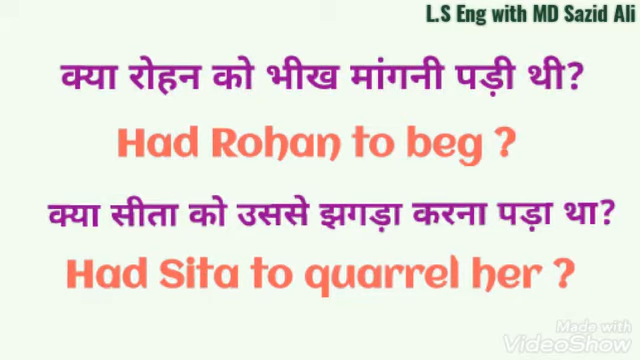 L.S Eng with MD Sazid Ali
क्या रोहन को भीख मांगनी पड़ी थी?
Had Rohan to beg ?
क्या सीता को उससे झगड़ा करना पड़ा था?
Had Sita to quarrel her ?
Made with
VideoShow